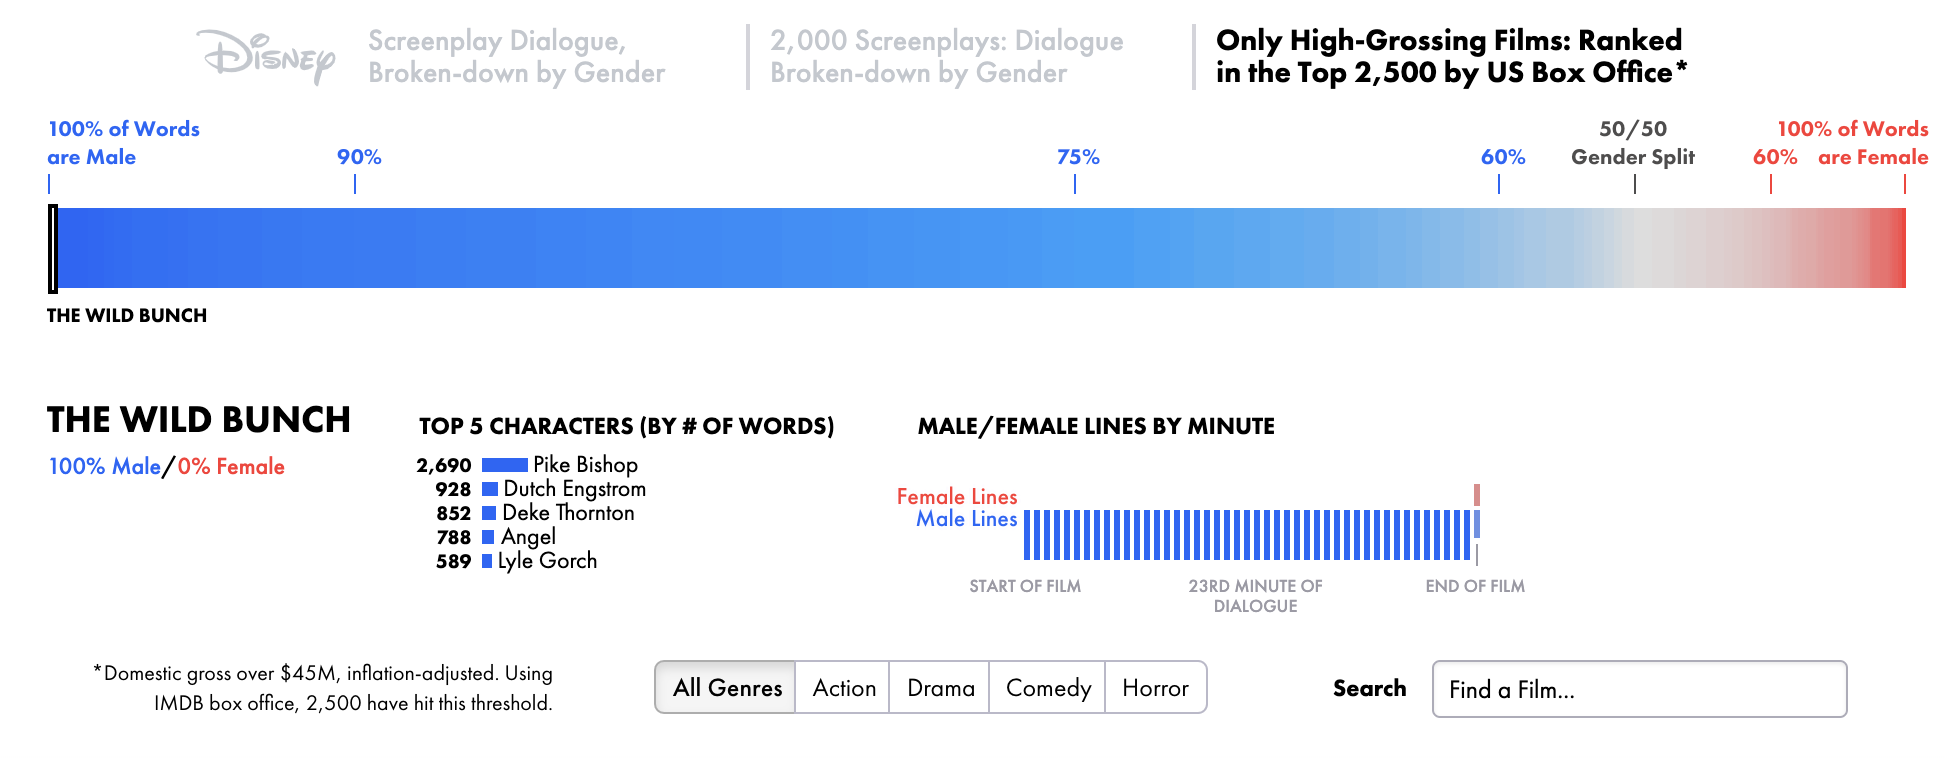 Disney
Screenplay Dialogue,
Broken-down by Gender
2,000 Screenplays: Dialogue
Broken-down by Gender
Only High-Grossing Films: Ranked
in the Top 2,500 by US Box Office*
100% of Words
are Male
90%
75%
60%
50/50
Gender Split
60%
100% of Words
are Female
THE WILD BUNCH
THE WILD BUNCH
100% Male/0% Female
TOP 5 CHARACTERS (BY # OF WORDS)
2,690 Pike Bishop
928 Dutch Engstrom
852 Deke Thornton
788 Angel
589 Lyle Gorch
MALE/FEMALE LINES BY MINUTE
Female Lines
Male Lines
START OF FILM
23RD MINUTE OF
DIALOGUE
END OF FILM
*Domestic gross over $45M, inflation-adjusted. Using
IMDB box office, 2,500 have hit this threshold.
All Genres
Action
Drama
Comedy
Horror
Search
Find a Film...